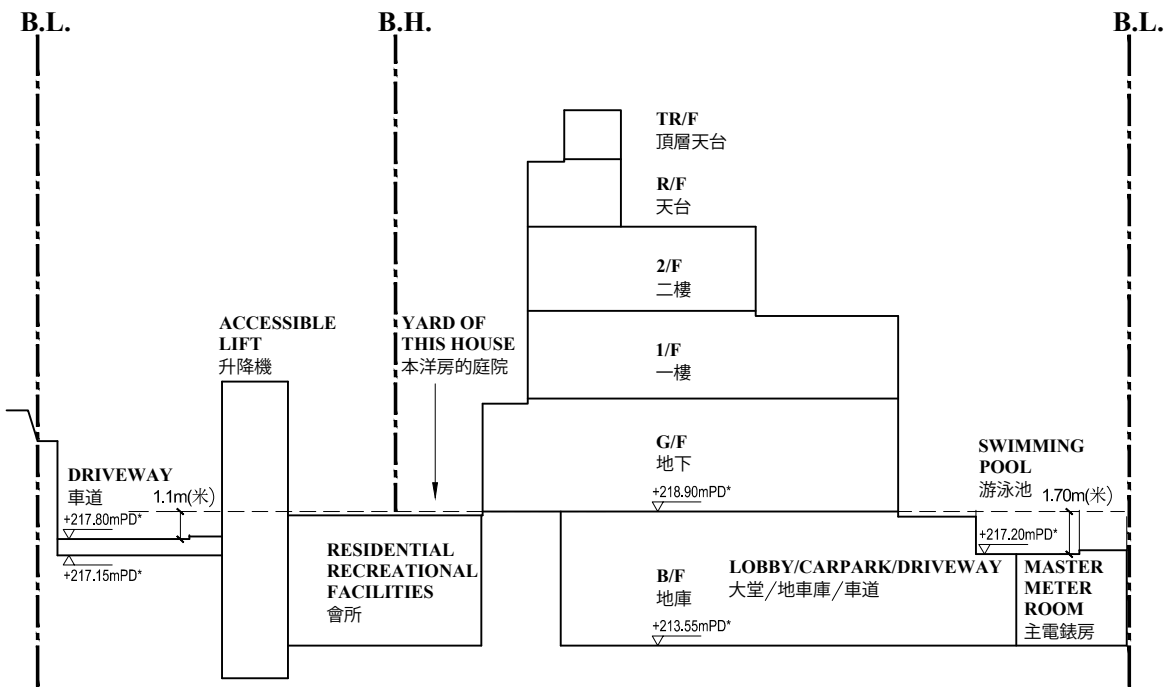 B.L.
B.H.
B.L.
TR/F
頂層天台
R/F
天台
2/F
二樓
ACCESSIBLE
LIFT
升降機
YARD OF
THIS HOUSE
本洋房的庭院
1/F
一樓
G/F
地下
+218.90mPD*
SWIMMING
POOL
游泳池
1.70m(米)
+217.20mPD*
DRIVEWAY
車道
1.1m(米)
+217.80mPD*
+217.15mPD*
RESIDENTIAL
RECREATIONAL
FACILITIES
會所
B/F
地庫
+213.55mPD*
LOBBY/CARPARK/DRIVEWAY
大堂/地車庫/車道
MASTER
METER
ROOM
主電錶房